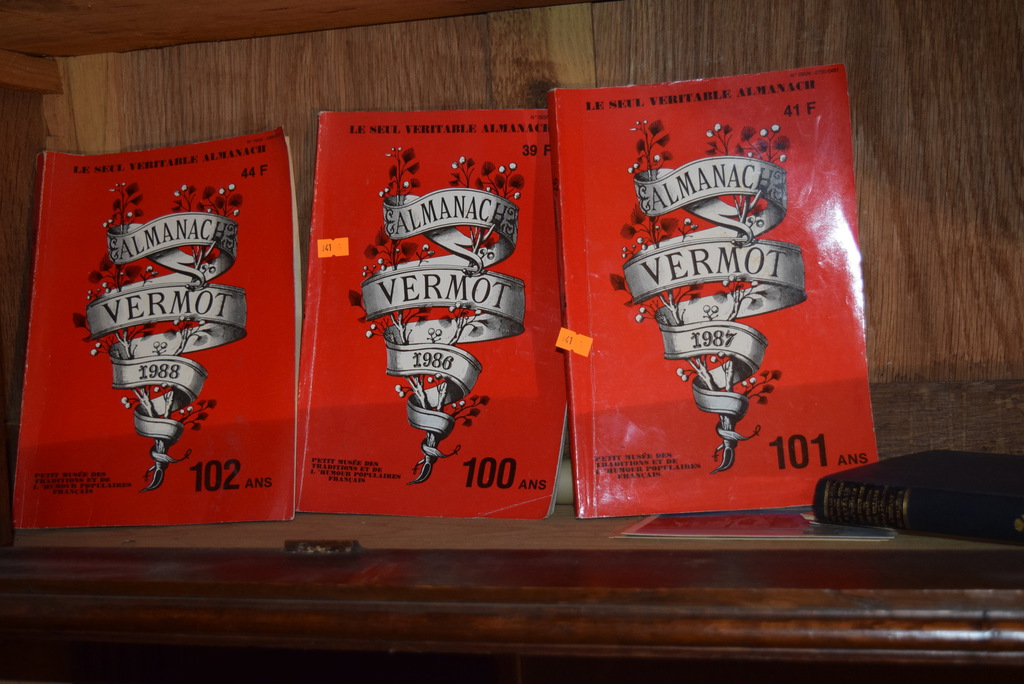 LE SEUL VERITABLE ALMANACH
44 F
ALMANACH
VERMOT
1988
PETIT MUSÉE DES
TRADITIONS ET DE
L'HUMOUR POPULAIRES
FRANÇAIS
102 ANS
LE SEUL VERITABLE ALMANACH
39 F
ALMANACH
VERMOT
1986
PETIT MUSÉE DES
TRADITIONS ET DE
L'HUMOUR POPULAIRES
FRANÇAIS
100 ANS
LE SEUL VERITABLE ALMANACH
41 F
ALMANACH
VERMOT
1987
PETIT MUSÉE DES
TRADITIONS ET DE
L'HUMOUR POPULAIRES
FRANÇAIS
101 ANS